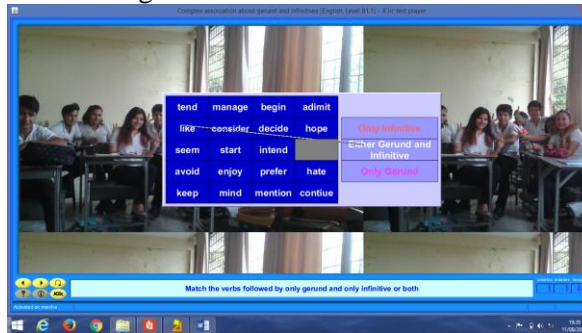 Complex association about gerund and infinitives [English, Level B1.1] - JClic test player
tend manage begin adimit
like consider decide hope
seem start intend
avoid enjoy prefer hate
keep mind mention contiue
Only Infinitive
Either Gerund and
Infinitive
Only Gerund
Match the verbs followed by only gerund and only infinitive or both